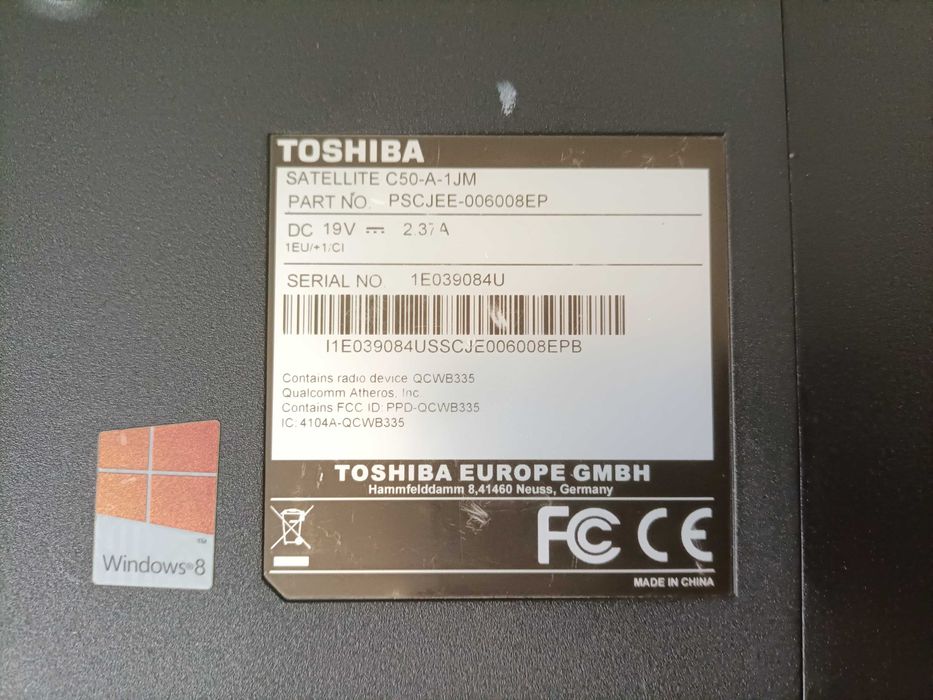 TOSHIBA
SATELLITE C50-A-1JM
PART NO. PSCJEE-006008EP
DC 19V ⎓ 2.37A
1EU/+1/CI
SERIAL NO. 1E039084U
I1E039084USSCJE006008EPB
Contains radio device QCWB335
Qualcomm Atheros, Inc
Contains FCC ID: PPD-QCWB335
IC: 4104A-QCWB335
TOSHIBA EUROPE GMBH
Hammfelddamm 8,41460 Neuss, Germany
FC CE
MADE IN CHINA
Windows®8